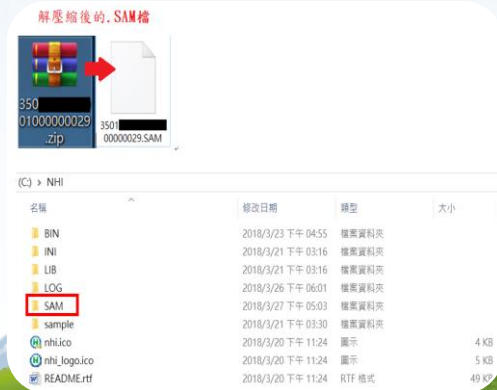 解壓縮後的.SAM檔
350
01000000029
.zip
3501
00000029.SAM
(C:) > NHI
名稱 修改日期 類型 大小
BIN 2018/3/23 下午 04:55 檔案資料夾
INI 2018/3/21 下午 03:16 檔案資料夾
LIB 2018/3/21 下午 03:16 檔案資料夾
LOG 2018/3/26 下午 06:01 檔案資料夾
SAM 2018/3/27 下午 05:03 檔案資料夾
sample 2018/3/21 下午 03:30 檔案資料夾
nhi.ico 2018/3/20 上午 11:24 圖示 4 KB
nhi_logo.ico 2018/3/20 上午 11:24 圖示 5 KB
README.rtf 2018/3/20 上午 11:24 RTF 格式 49 KB